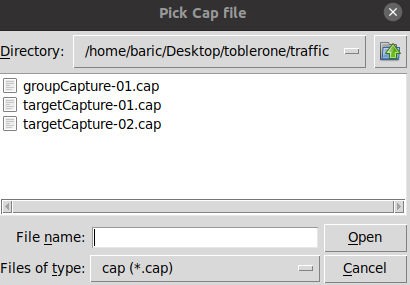 Pick Cap file
Directory: /home/baric/Desktop/toblerone/traffic
groupCapture-01.cap
targetCapture-01.cap
targetCapture-02.cap
File name: Open
Files of type: cap (*.cap) Cancel